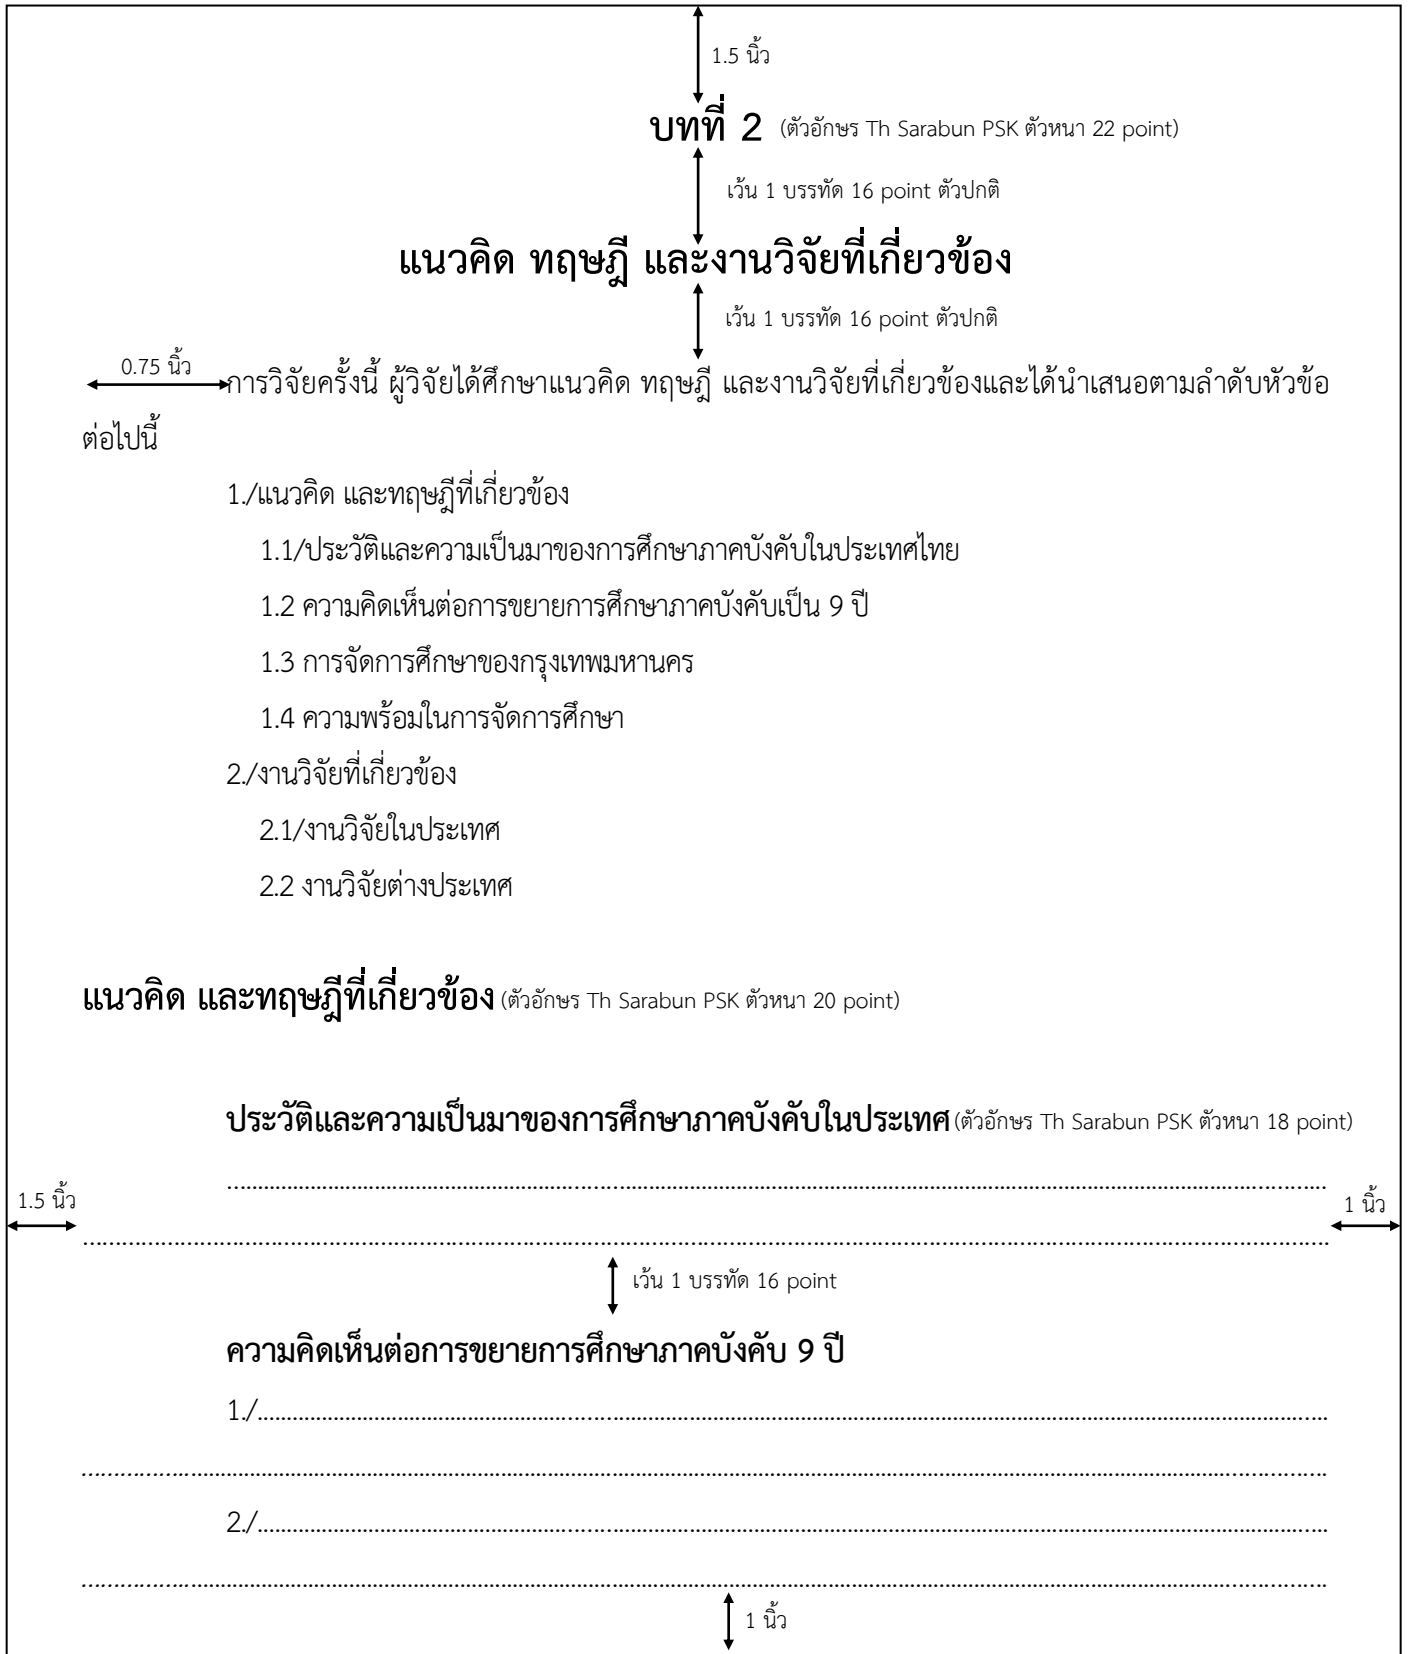 1.5 นิ้ว
บทที่ 2 (ตัวอักษร Th Sarabun PSK ตัวหนา 22 point)
เว้น 1 บรรทัด 16 point ตัวปกติ
แนวคิด ทฤษฎี และงานวิจัยที่เกี่ยวข้อง
เว้น 1 บรรทัด 16 point ตัวปกติ
0.75 นิ้ว
การวิจัยครั้งนี้ ผู้วิจัยได้ศึกษาแนวคิด ทฤษฎี และงานวิจัยที่เกี่ยวข้องและได้นำเสนอตามลำดับหัวข้อ
ต่อไปนี้
1./แนวคิด และทฤษฎีที่เกี่ยวข้อง
1.1/ประวัติและความเป็นมาของการศึกษาภาคบังคับในประเทศไทย
1.2 ความคิดเห็นต่อการขยายการศึกษาภาคบังคับเป็น 9 ปี
1.3 การจัดการศึกษาของกรุงเทพมหานคร
1.4 ความพร้อมในการจัดการศึกษา
2./งานวิจัยที่เกี่ยวข้อง
2.1/งานวิจัยในประเทศ
2.2 งานวิจัยต่างประเทศ
แนวคิด และทฤษฎีที่เกี่ยวข้อง (ตัวอักษร Th Sarabun PSK ตัวหนา 20 point)
ประวัติและความเป็นมาของการศึกษาภาคบังคับในประเทศ (ตัวอักษร Th Sarabun PSK ตัวหนา 18 point)
1.5 นิ้ว
1 นิ้ว
เว้น 1 บรรทัด 16 point
ความคิดเห็นต่อการขยายการศึกษาภาคบังคับ 9 ปี
1./
2./
1 นิ้ว